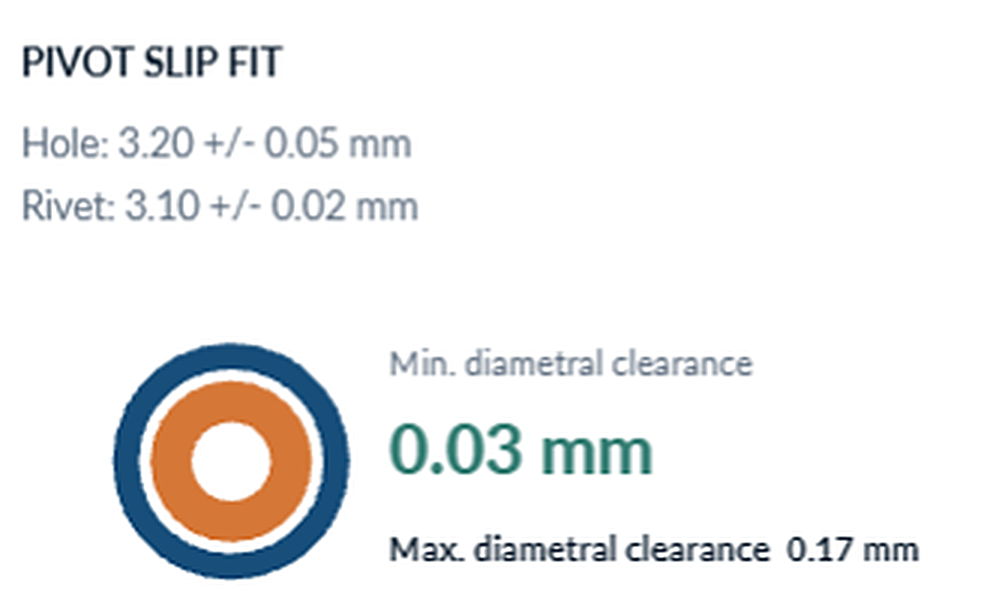 PIVOT SLIP FIT
Hole: 3.20 +/- 0.05 mm
Rivet: 3.10 +/- 0.02 mm
Min. diametral clearance
0.03 mm
Max. diametral clearance 0.17 mm